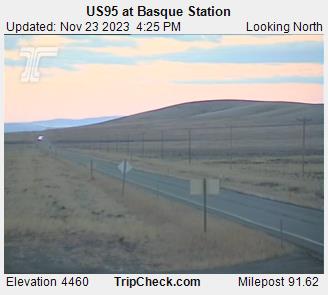 US95 at Basque Station
Updated: Nov 23 2023 4:25 PM Looking North
Elevation 4460 TripCheck.com Milepost 91.62